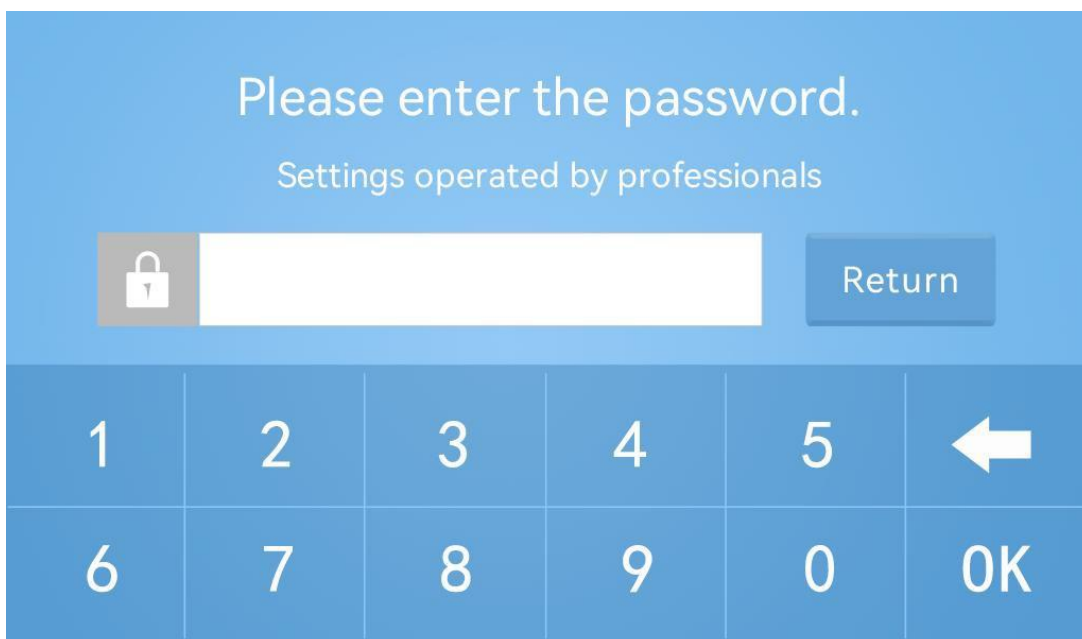 Please enter the password.
Settings operated by professionals
Return
1 2 3 4 5
6 7 8 9 0 OK